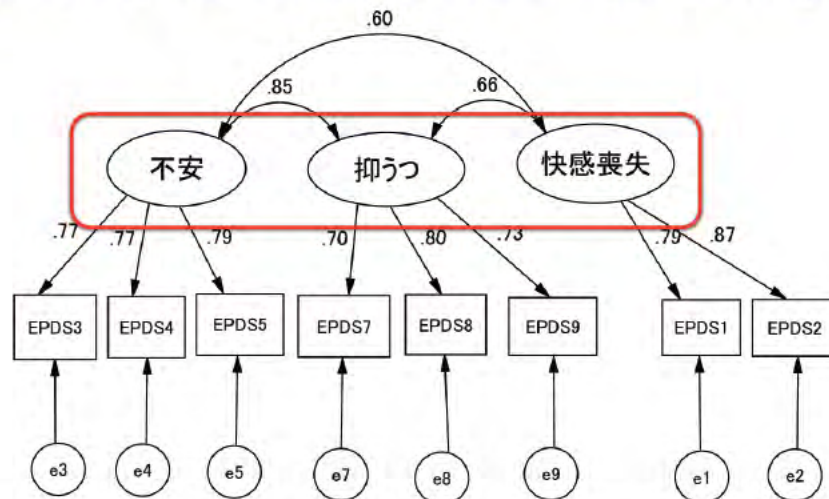 .60
.85 .66
不安 抑うつ 快感喪失
.77 .77 .79 .70 .80 .73 .79 .87
EPDS3 EPDS4 EPDS5 EPDS7 EPDS8 EPDS9 EPDS1 EPDS2
e3 e4 e5 e7 e8 e9 e1 e2